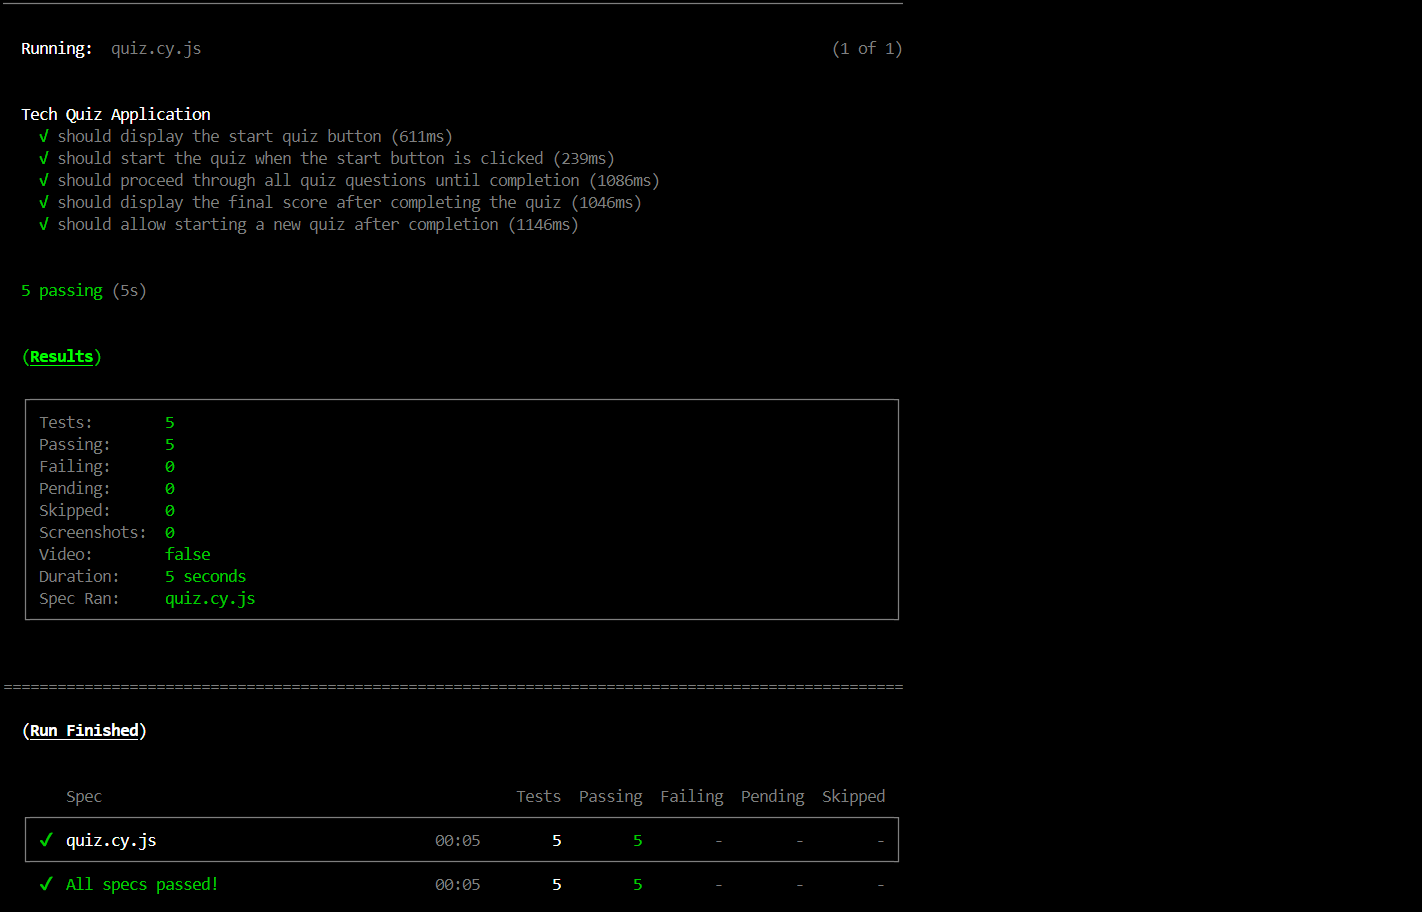 Running: quiz.cy.js (1 of 1)
Tech Quiz Application
√ should display the start quiz button (611ms)
√ should start the quiz when the start button is clicked (239ms)
√ should proceed through all quiz questions until completion (1086ms)
√ should display the final score after completing the quiz (1046ms)
√ should allow starting a new quiz after completion (1146ms)
5 passing (5s)
(Results)
Tests: 5
Passing: 5
Failing: 0
Pending: 0
Skipped: 0
Screenshots: 0
Video: false
Duration: 5 seconds
Spec Ran: quiz.cy.js
====================================================================================================
(Run Finished)
Spec Tests Passing Failing Pending Skipped
✔ quiz.cy.js 00:05 5 5 - - -
✔ All specs passed! 00:05 5 5 - - -